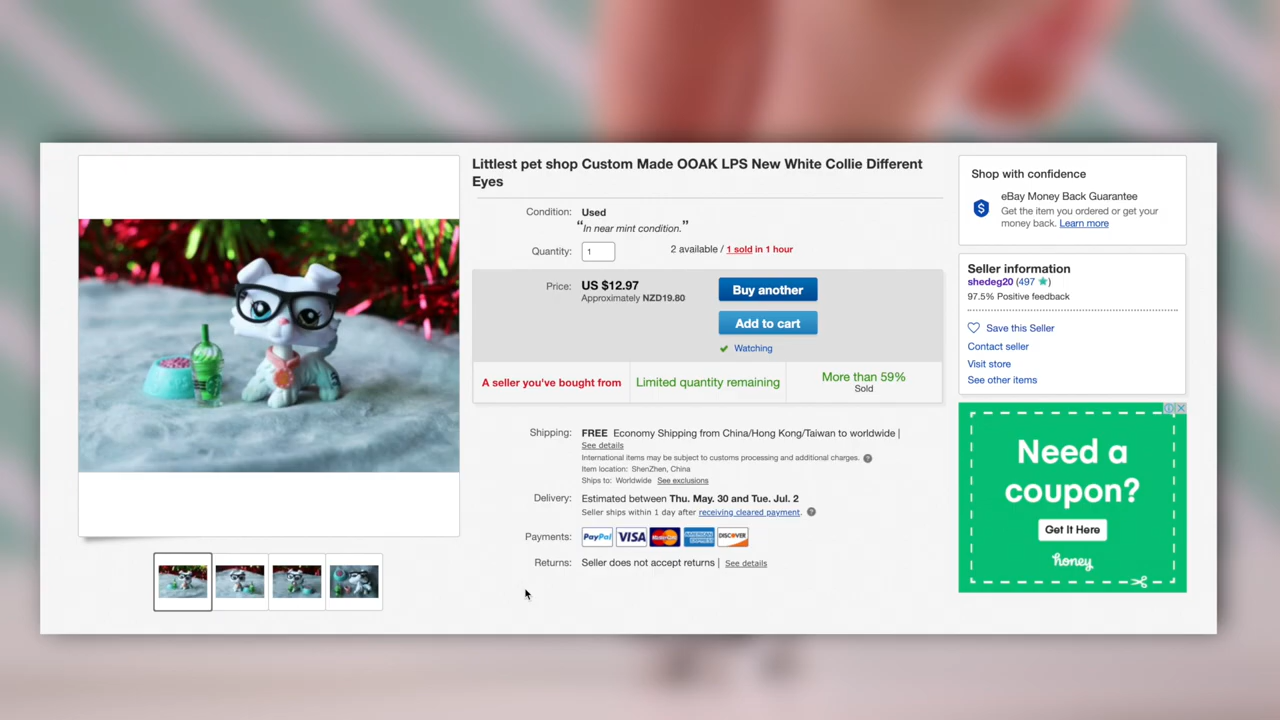 Littlest pet shop Custom Made OOAK LPS New White Collie Different
Eyes
Condition: Used
“In near mint condition.”
Quantity: 1 2 available / 1 sold in 1 hour
Price: US $12.97
Approximately NZD19.80
Buy another
Add to cart
Watching
A seller you've bought from
Limited quantity remaining
More than 59%
Sold
Shipping: FREE Economy Shipping from China/Hong Kong/Taiwan to worldwide |
See details
International items may be subject to customs processing and additional charges. ?
Item location: ShenZhen, China
Ships to: Worldwide See exclusions
Delivery: Estimated between Thu. May. 30 and Tue. Jul. 2
Seller ships within 1 day after receiving cleared payment. ?
Payments: PayPal VISA MasterCard AMERICAN EXPRESS DISCOVER
Returns: Seller does not accept returns | See details
Shop with confidence
$
eBay Money Back Guarantee
Get the item you ordered or get your
money back. Learn more
Seller information
shedeg20 (497)
97.5% Positive feedback
Save this Seller
Contact seller
Visit store
See other items
Need a
coupon?
Get It Here
honey